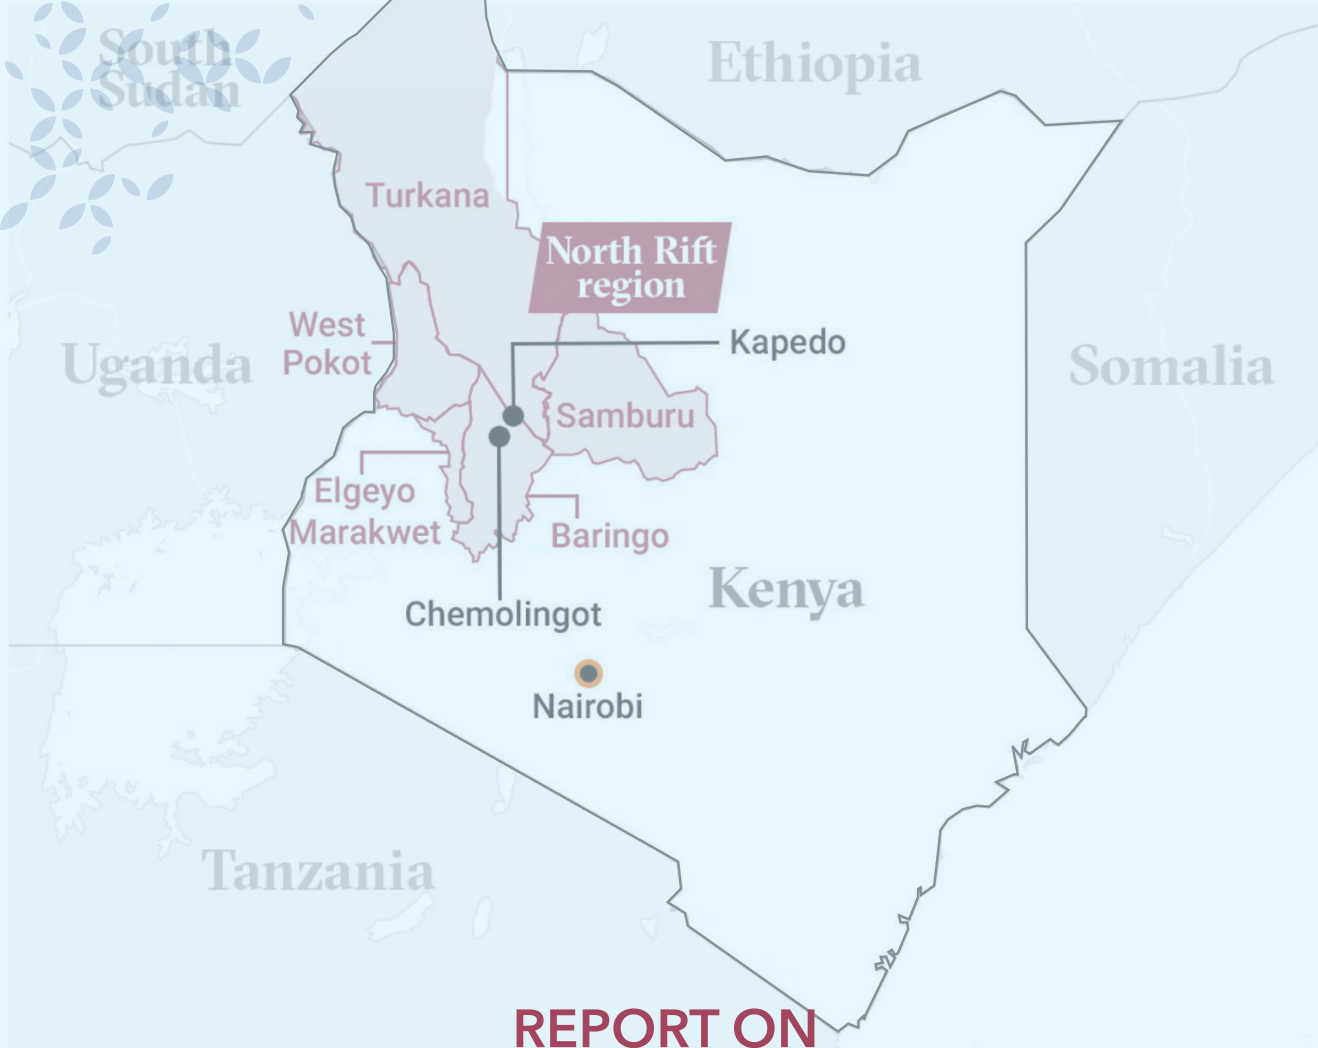 South
Sudan
Ethiopia
Turkana
North Rift
region
West
Pokot
Kapedo
Uganda
Somalia
Samburu
Elgeyo
Marakwet
Baringo
Kenya
Chemolingot
Nairobi
Tanzania
REPORT ON